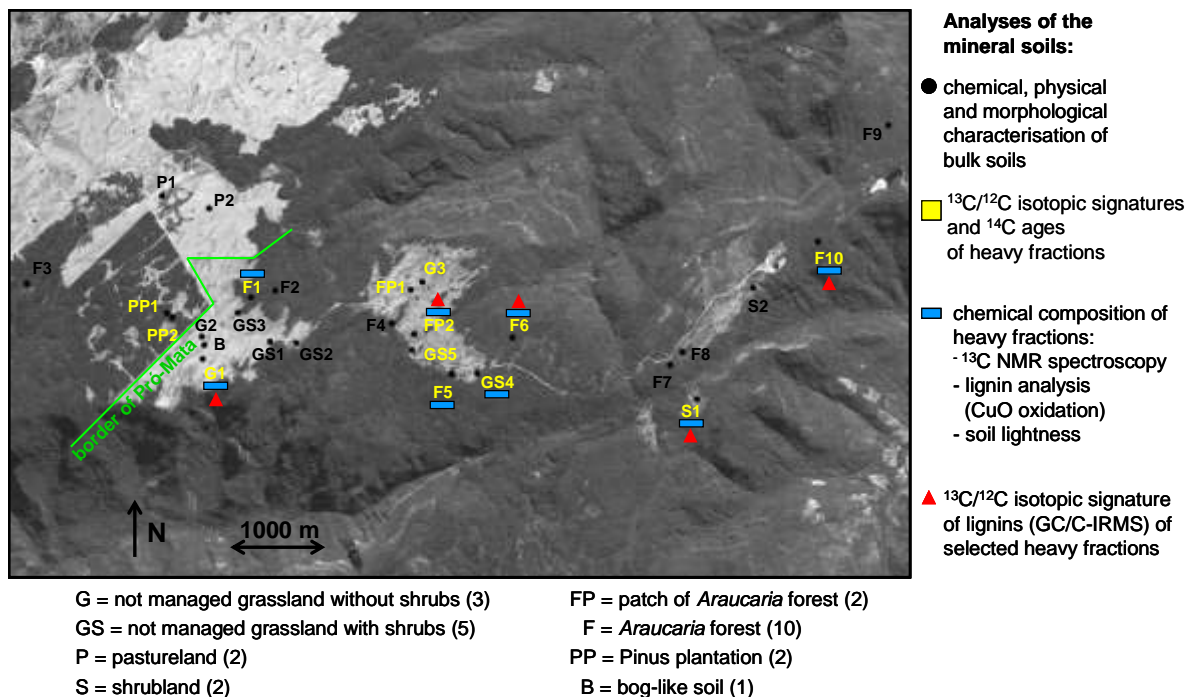 P1
P2
F9
F3
F1
F2
PP1
PP2
G2
GS3
B
GS1
GS2
G1
G3
FP1
F4
FP2
F6
GS5
F5
GS4
F10
S2
F8
F7
S1
border of Pró-Mata
N
1000 m
Analyses of the
mineral soils:
chemical, physical
and morphological
characterisation of
bulk soils
¹³C/¹²C isotopic signatures
and ¹⁴C ages
of heavy fractions
chemical composition of
heavy fractions:
- ¹³C NMR spectroscopy
- lignin analysis
(CuO oxidation)
- soil lightness
¹³C/¹²C isotopic signature
of lignins (GC/C-IRMS) of
selected heavy fractions
G = not managed grassland without shrubs (3)
GS = not managed grassland with shrubs (5)
P = pastureland (2)
S = shrubland (2)
FP = patch of Araucaria forest (2)
F = Araucaria forest (10)
PP = Pinus plantation (2)
B = bog-like soil (1)